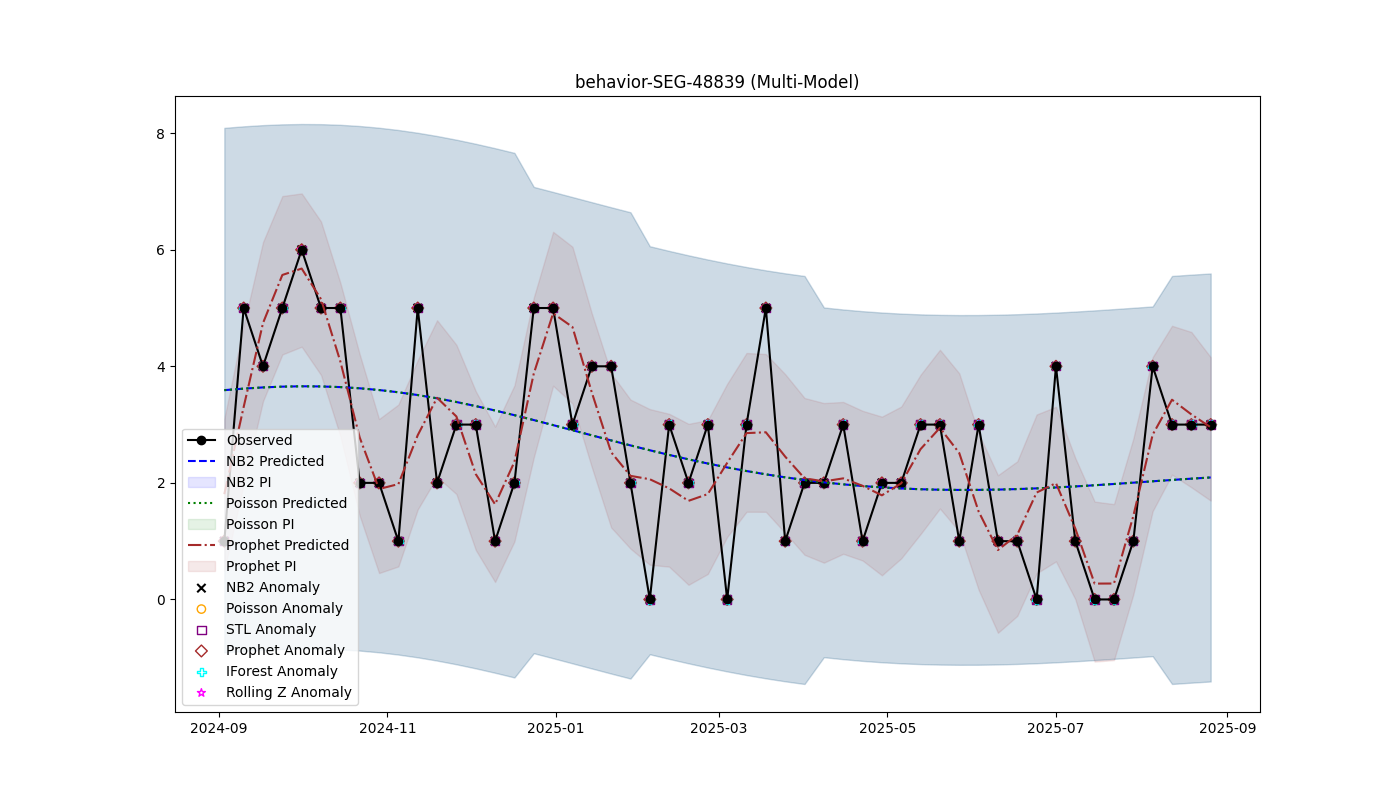 behavior-SEG-48839 (Multi-Model)
8
6
4
2
0
Observed
NB2 Predicted
NB2 PI
Poisson Predicted
Poisson PI
Prophet Predicted
Prophet PI
NB2 Anomaly
Poisson Anomaly
STL Anomaly
Prophet Anomaly
IForest Anomaly
Rolling Z Anomaly
2024-09 2024-11 2025-01 2025-03 2025-05 2025-07 2025-09